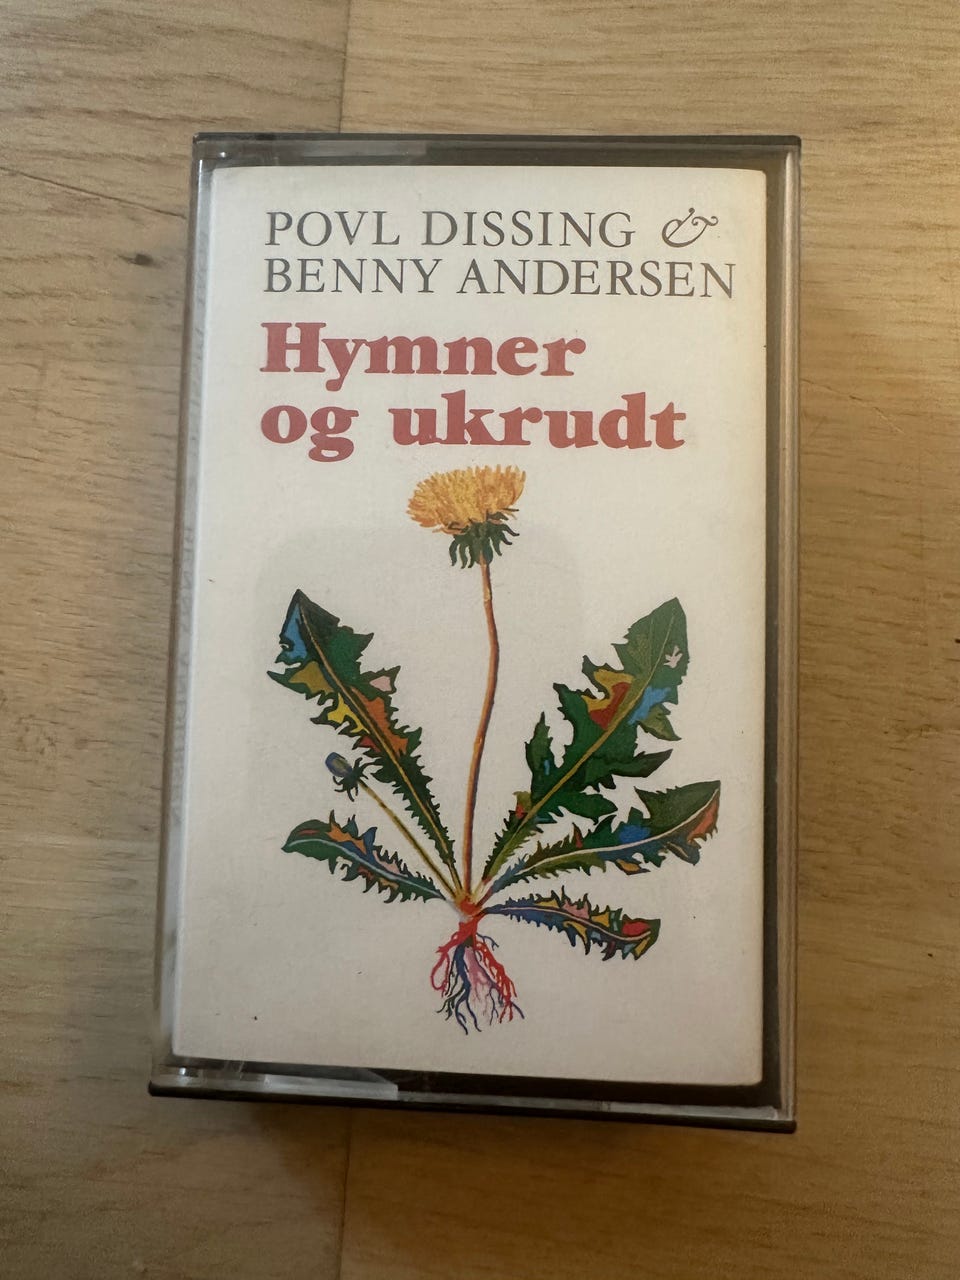 POVL DISSING &
BENNY ANDERSEN
Hymner
og ukrudt